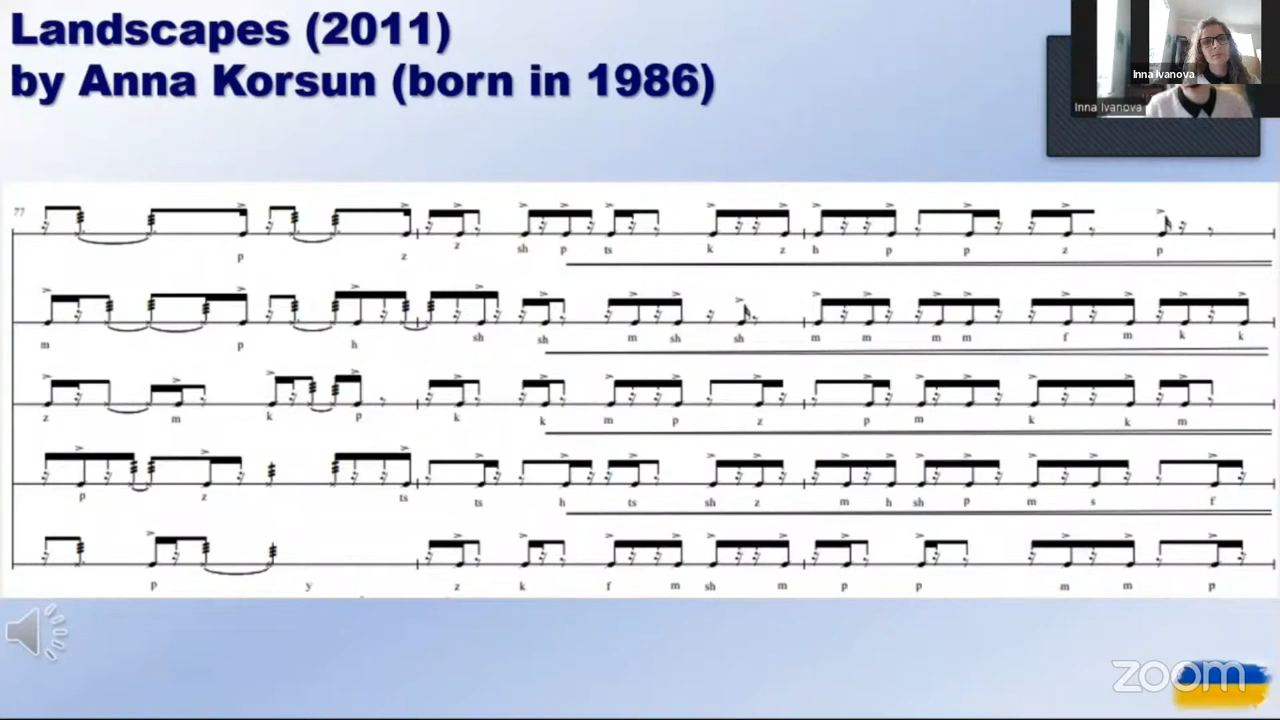 Landscapes (2011)
by Anna Korsun (born in 1986)
Inna Ivanova
Inna Ivanova
77
p z z sh p ts k z h p p z p
m p h sh sh m sh sh m m m m f m k k
z m k p k k m p z p m k k m
p z ts ts h ts sh z m h sh p m s f
p y z k f m sh m p p m m p
zoom